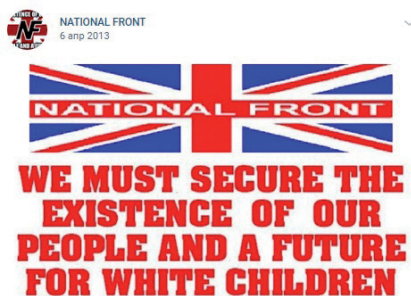 NATIONAL FRONT
6 апр 2013
NF
NATIONAL FRONT
WE MUST SECURE THE
EXISTENCE OF OUR
PEOPLE AND A FUTURE
FOR WHITE CHILDREN